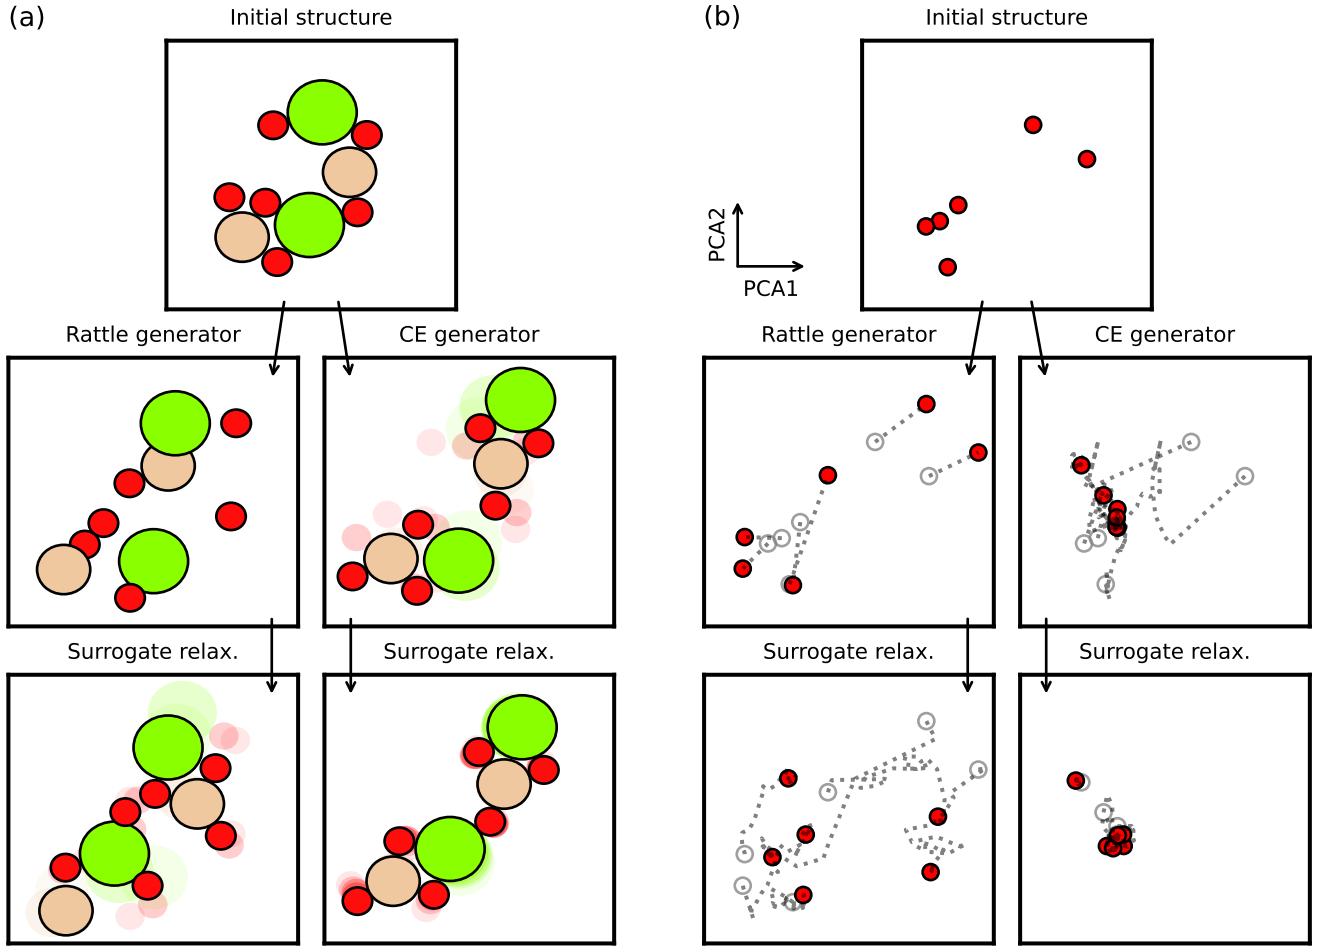 (a)
Initial structure
Rattle generator
CE generator
Surrogate relax.
Surrogate relax.
(b)
Initial structure
PCA2
PCA1
Rattle generator
CE generator
Surrogate relax.
Surrogate relax.